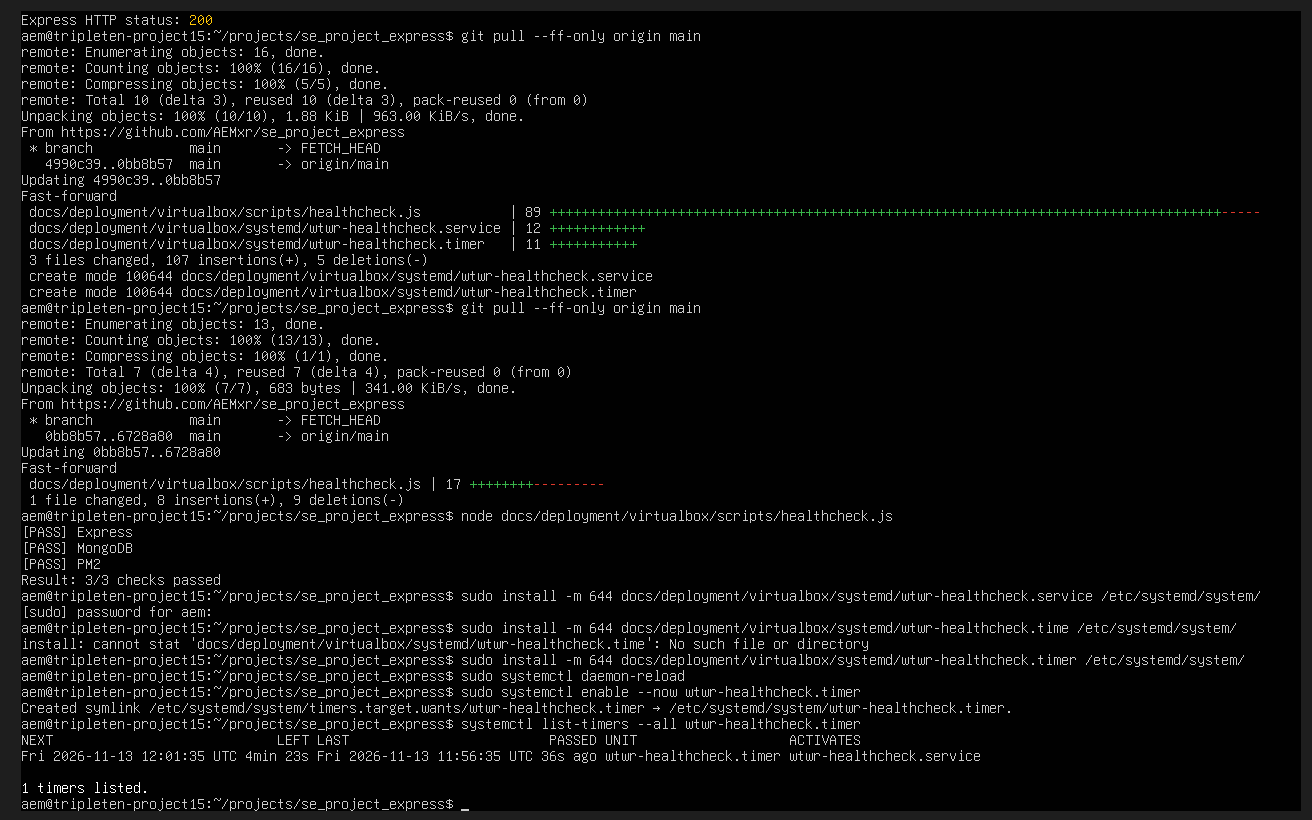 Express HTTP status: 200
aem@tripleten-project15:~/projects/se_project_express$ git pull --ff-only origin main
remote: Enumerating objects: 16, done.
remote: Counting objects: 100% (16/16), done.
remote: Compressing objects: 100% (5/5), done.
remote: Total 10 (delta 3), reused 10 (delta 3), pack-reused 0 (from 0)
Unpacking objects: 100% (10/10), 1.88 KiB | 963.00 KiB/s, done.
From https://github.com/AEMxr/se_project_express
 * branch            main       -> FETCH_HEAD
   4990c39..0bb8b57  main       -> origin/main
Updating 4990c39..0bb8b57
Fast-forward
 docs/deployment/virtualbox/scripts/healthcheck.js           | 89 ++++++++++++++++++++++++++++++++++++++++++++++++++++++++++++++++++++++++++++++++++++-----
 docs/deployment/virtualbox/systemd/wtwr-healthcheck.service | 12 ++++++++++++
 docs/deployment/virtualbox/systemd/wtwr-healthcheck.timer   | 11 +++++++++++
 3 files changed, 107 insertions(+), 5 deletions(-)
 create mode 100644 docs/deployment/virtualbox/systemd/wtwr-healthcheck.service
 create mode 100644 docs/deployment/virtualbox/systemd/wtwr-healthcheck.timer
aem@tripleten-project15:~/projects/se_project_express$ git pull --ff-only origin main
remote: Enumerating objects: 13, done.
remote: Counting objects: 100% (13/13), done.
remote: Compressing objects: 100% (1/1), done.
remote: Total 7 (delta 4), reused 7 (delta 4), pack-reused 0 (from 0)
Unpacking objects: 100% (7/7), 683 bytes | 341.00 KiB/s, done.
From https://github.com/AEMxr/se_project_express
 * branch            main       -> FETCH_HEAD
   0bb8b57..6728a80  main       -> origin/main
Updating 0bb8b57..6728a80
Fast-forward
 docs/deployment/virtualbox/scripts/healthcheck.js | 17 ++++++++---------
 1 file changed, 8 insertions(+), 9 deletions(-)
aem@tripleten-project15:~/projects/se_project_express$ node docs/deployment/virtualbox/scripts/healthcheck.js
[PASS] Express
[PASS] MongoDB
[PASS] PM2
Result: 3/3 checks passed
aem@tripleten-project15:~/projects/se_project_express$ sudo install -m 644 docs/deployment/virtualbox/systemd/wtwr-healthcheck.service /etc/systemd/system/
[sudo] password for aem:
aem@tripleten-project15:~/projects/se_project_express$ sudo install -m 644 docs/deployment/virtualbox/systemd/wtwr-healthcheck.time /etc/systemd/system/
install: cannot stat 'docs/deployment/virtualbox/systemd/wtwr-healthcheck.time': No such file or directory
aem@tripleten-project15:~/projects/se_project_express$ sudo install -m 644 docs/deployment/virtualbox/systemd/wtwr-healthcheck.timer /etc/systemd/system/
aem@tripleten-project15:~/projects/se_project_express$ sudo systemctl daemon-reload
aem@tripleten-project15:~/projects/se_project_express$ sudo systemctl enable --now wtwr-healthcheck.timer
Created symlink /etc/systemd/system/timers.target.wants/wtwr-healthcheck.timer → /etc/systemd/system/wtwr-healthcheck.timer.
aem@tripleten-project15:~/projects/se_project_express$ systemctl list-timers --all wtwr-healthcheck.timer
NEXT                            LEFT LAST                         PASSED UNIT                   ACTIVATES
Fri 2026-11-13 12:01:35 UTC 4min 23s Fri 2026-11-13 11:56:35 UTC 36s ago wtwr-healthcheck.timer wtwr-healthcheck.service

1 timers listed.
aem@tripleten-project15:~/projects/se_project_express$ _